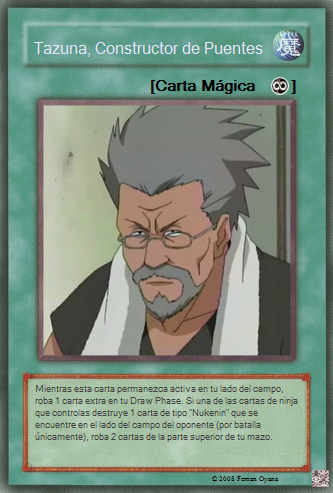 Tazuna, Constructor de Puentes
魔
[Carta Mágica ]
Mientras esta carta permanezca activa en tu lado del campo,
roba 1 carta extra en tu Draw Phase. Si una de las cartas de ninja
que controlas destruye 1 carta de tipo "Nukenin" que se
encuentre en el lado del campo del oponente (por batalla
únicamente), roba 2 cartas de la parte superior de tu mazo.
© 2008 Ferman Oyana